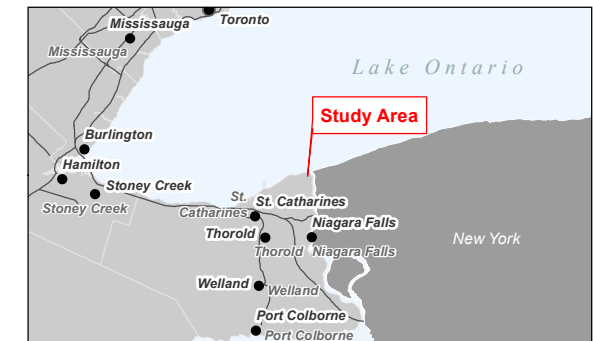 Toronto
Mississauga
Mississauga
Lake Ontario
Study Area
Burlington
Hamilton
Stoney Creek
Stoney Creek
St.
Catharines
St. Catharines
Niagara Falls
Thorold
Thorold
Niagara Falls
New York
Welland
Welland
Port Colborne
Port Colborne